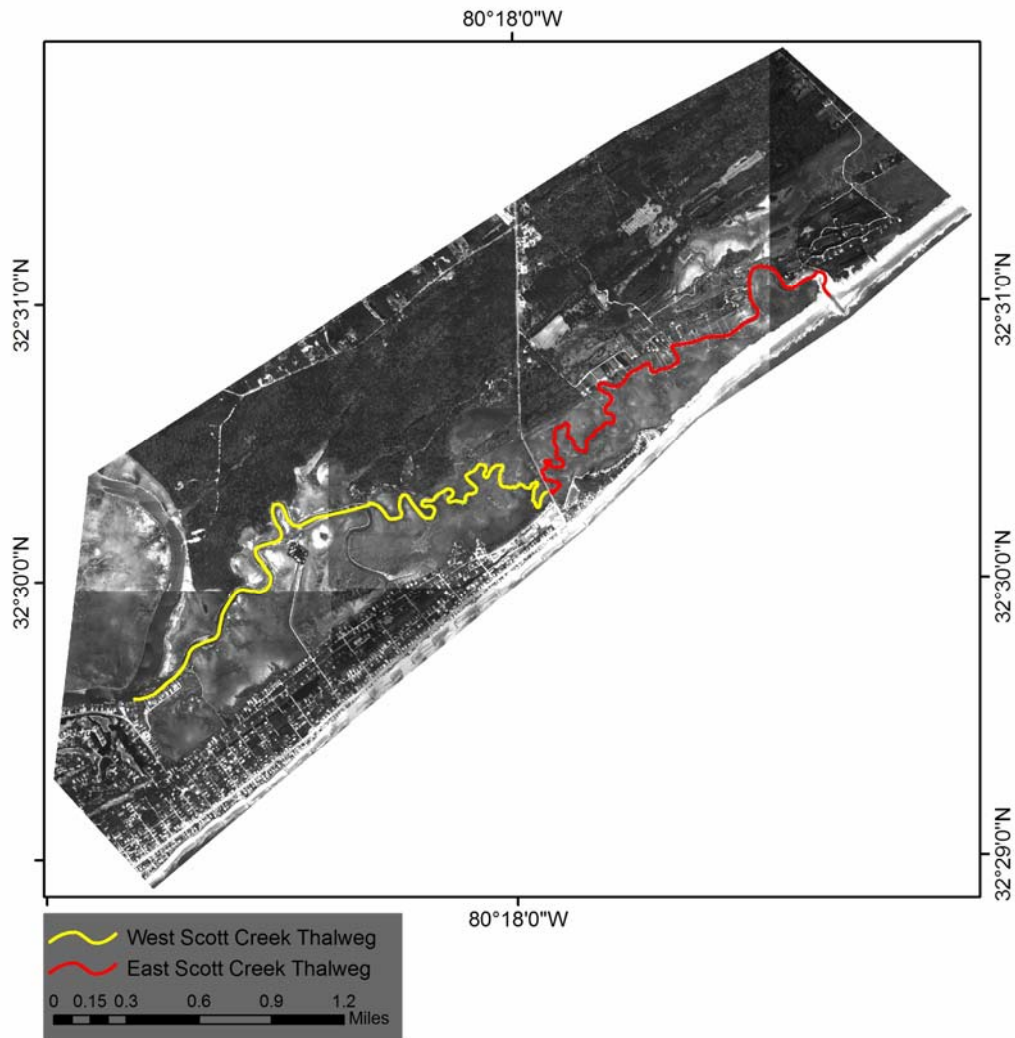 80°18'0"W
32°31'0"N
32°31'0"N
32°30'0"N
32°30'0"N
32°29'0"N
80°18'0"W
West Scott Creek Thalweg
East Scott Creek Thalweg
0 0.15 0.3 0.6 0.9 1.2
Miles